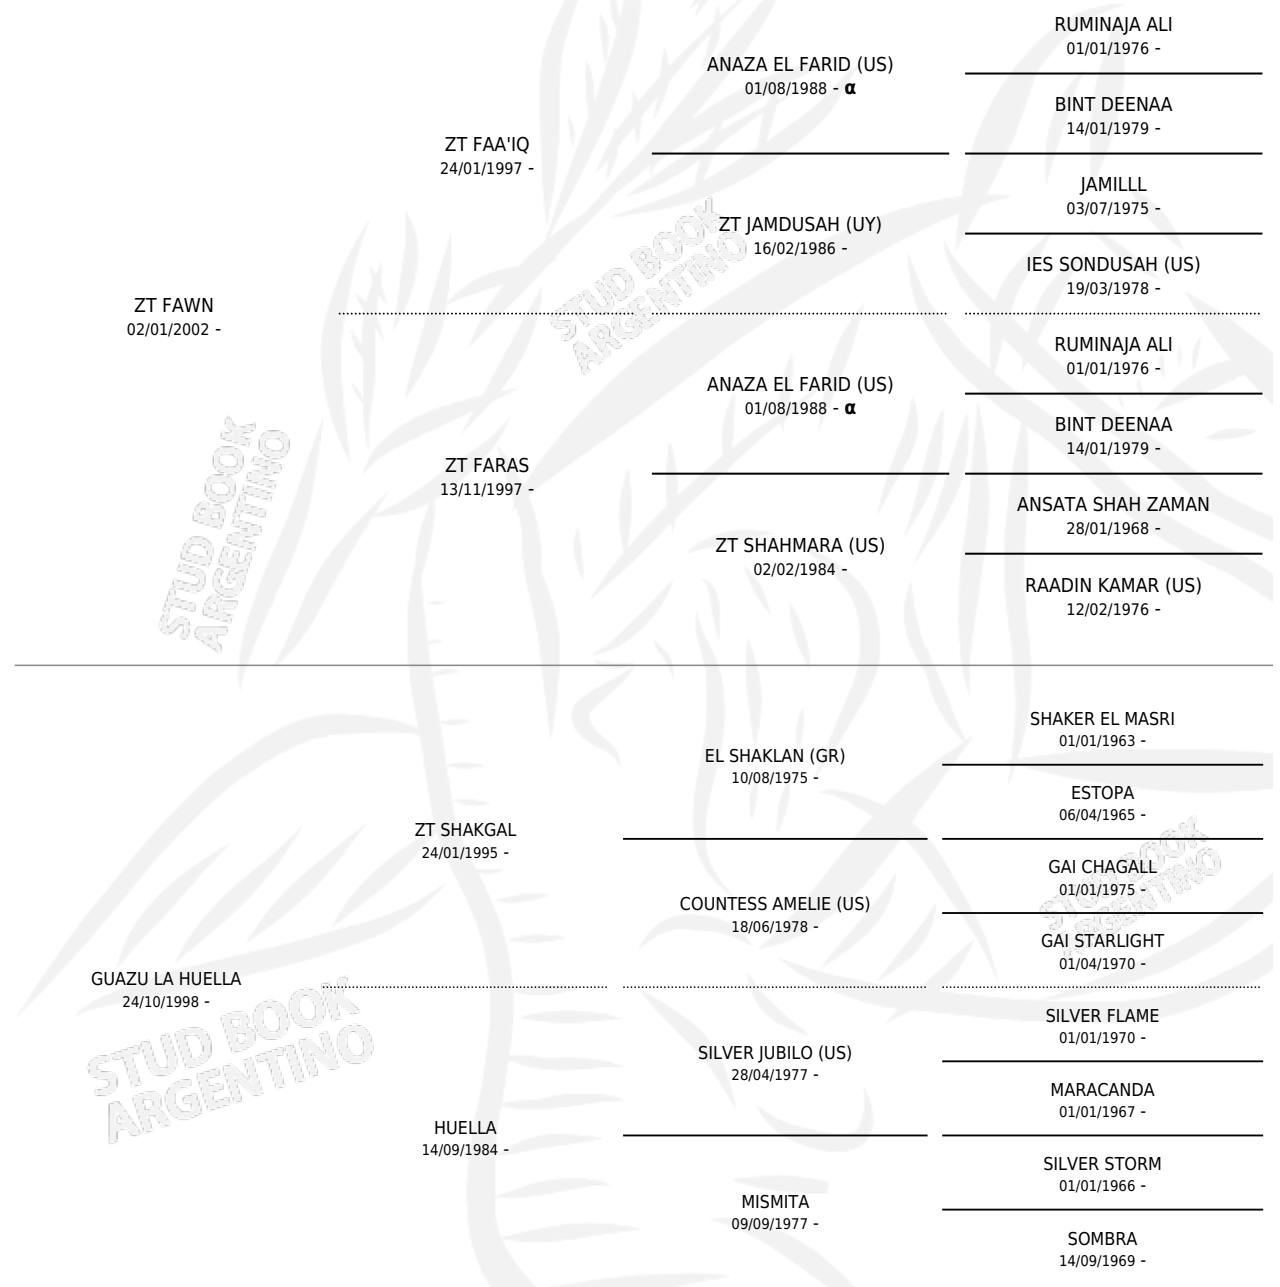 RUMINAJA ALI
01/01/1976 -
ANAZA EL FARID (US)
01/08/1988 - α
BINT DEENAA
14/01/1979 -
ZT FAA'IQ
24/01/1997 -
JAMILLL
03/07/1975 -
ZT JAMDUSAH (UY)
16/02/1986 -
IES SONDUSAH (US)
19/03/1978 -
ZT FAWN
02/01/2002 -
RUMINAJA ALI
01/01/1976 -
ANAZA EL FARID (US)
01/08/1988 - α
BINT DEENAA
14/01/1979 -
ZT FARAS
13/11/1997 -
ANSATA SHAH ZAMAN
28/01/1968 -
ZT SHAHMARA (US)
02/02/1984 -
RAADIN KAMAR (US)
12/02/1976 -
SHAKER EL MASRI
01/01/1963 -
EL SHAKLAN (GR)
10/08/1975 -
ESTOPA
06/04/1965 -
ZT SHAKGAL
24/01/1995 -
GAI CHAGALL
01/01/1975 -
COUNTESS AMELIE (US)
18/06/1978 -
GAI STARLIGHT
01/04/1970 -
GUAZU LA HUELLA
24/10/1998 -
SILVER FLAME
01/01/1970 -
SILVER JUBILO (US)
28/04/1977 -
MARACANDA
01/01/1967 -
HUELLA
14/09/1984 -
SILVER STORM
01/01/1966 -
MISMITA
09/09/1977 -
SOMBRA
14/09/1969 -
STUD BOOK
ARGENTINO
STUD BOOK
ARGENTINO
STUD BOOK
ARGENTINO
STUD BOOK
ARGENTINO